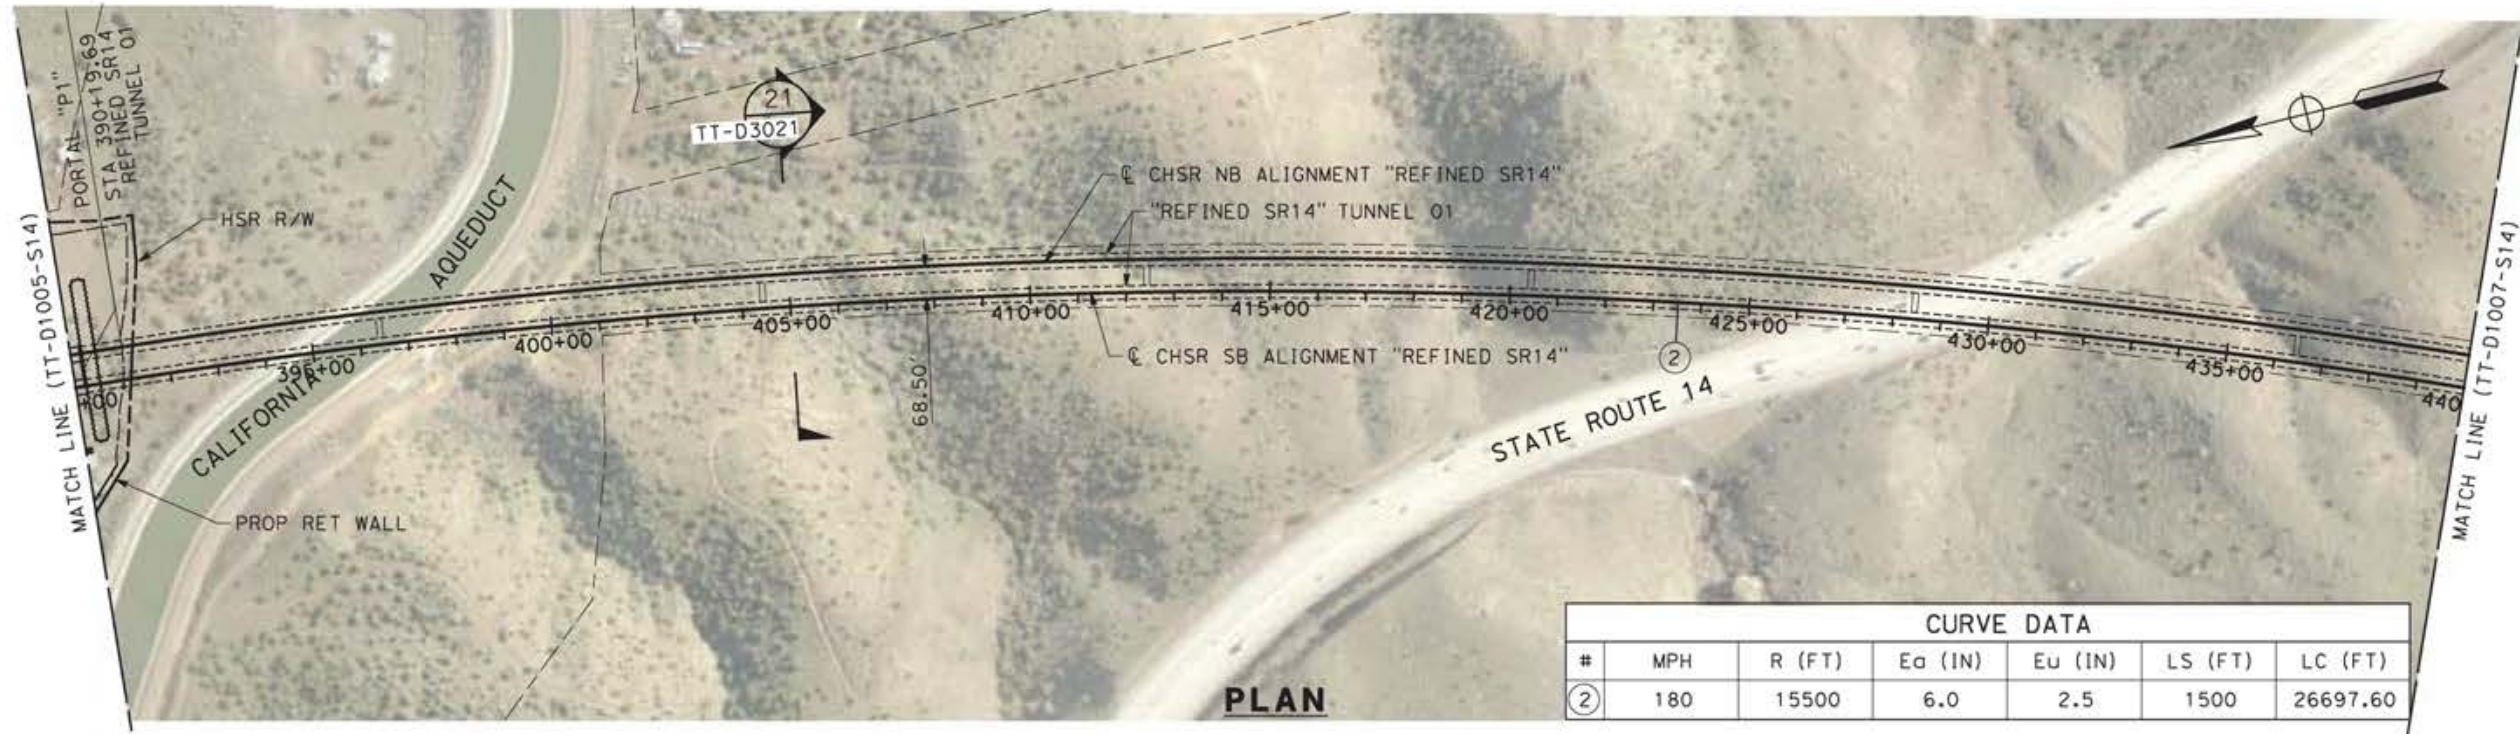 PORTAL "P1"
STA 390+19.69
REFINED SR14
TUNNEL 01
MATCH LINE (TT-D1005-S14)
HSR R/W
PROP RET WALL
CALIFORNIA AQUEDUCT
21
TT-D3021
℄ CHSR NB ALIGNMENT "REFINED SR14"
"REFINED SR14" TUNNEL 01
+00
395+00
400+00
405+00
410+00
415+00
420+00
425+00
430+00
435+00
440
68.50'
℄ CHSR SB ALIGNMENT "REFINED SR14"
2
STATE ROUTE 14
MATCH LINE (TT-D1007-S14)
PLAN
CURVE DATA
# MPH R (FT) Ea (IN) Eu (IN) LS (FT) LC (FT)
2 180 15500 6.0 2.5 1500 26697.60